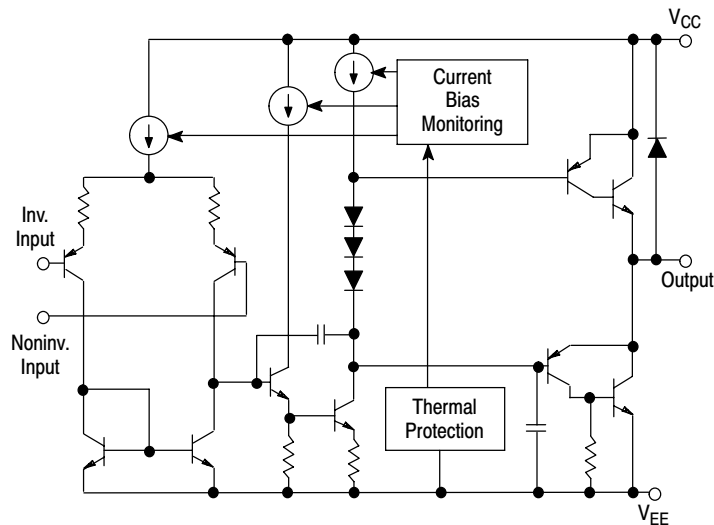 VCC
Current
Bias
Monitoring
Inv.
Input
Output
Noninv.
Input
Thermal
Protection
VEE